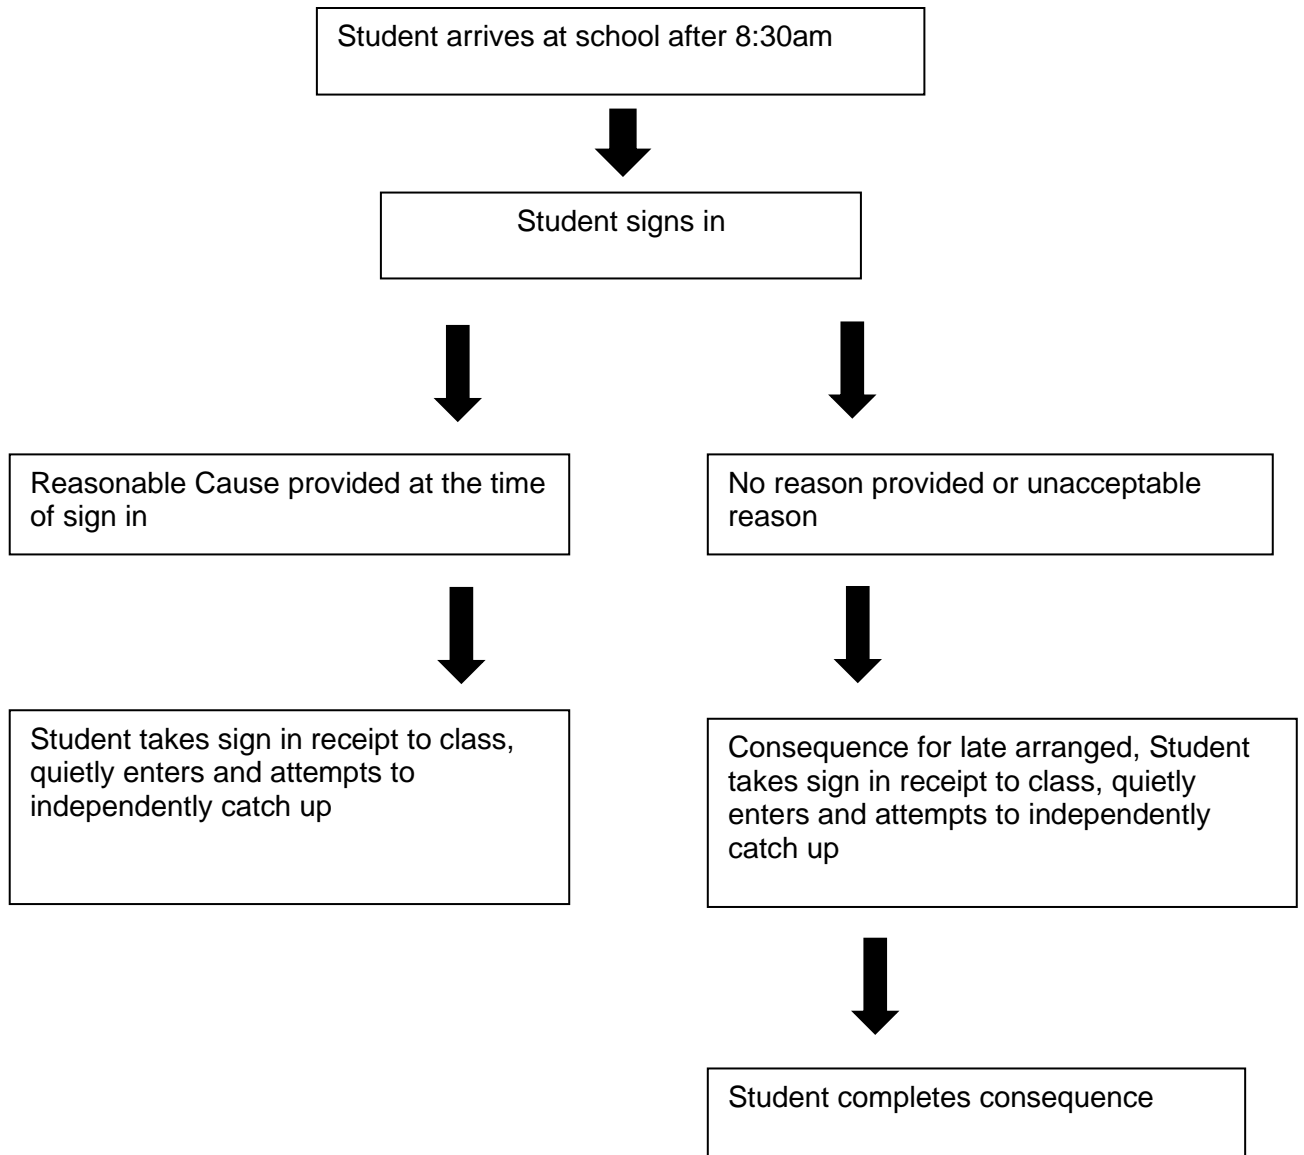 Student arrives at school after 8:30am
Student signs in
Reasonable Cause provided at the time
of sign in
No reason provided or unacceptable
reason
Student takes sign in receipt to class,
quietly enters and attempts to
independently catch up
Consequence for late arranged, Student
takes sign in receipt to class, quietly
enters and attempts to independently
catch up
Student completes consequence